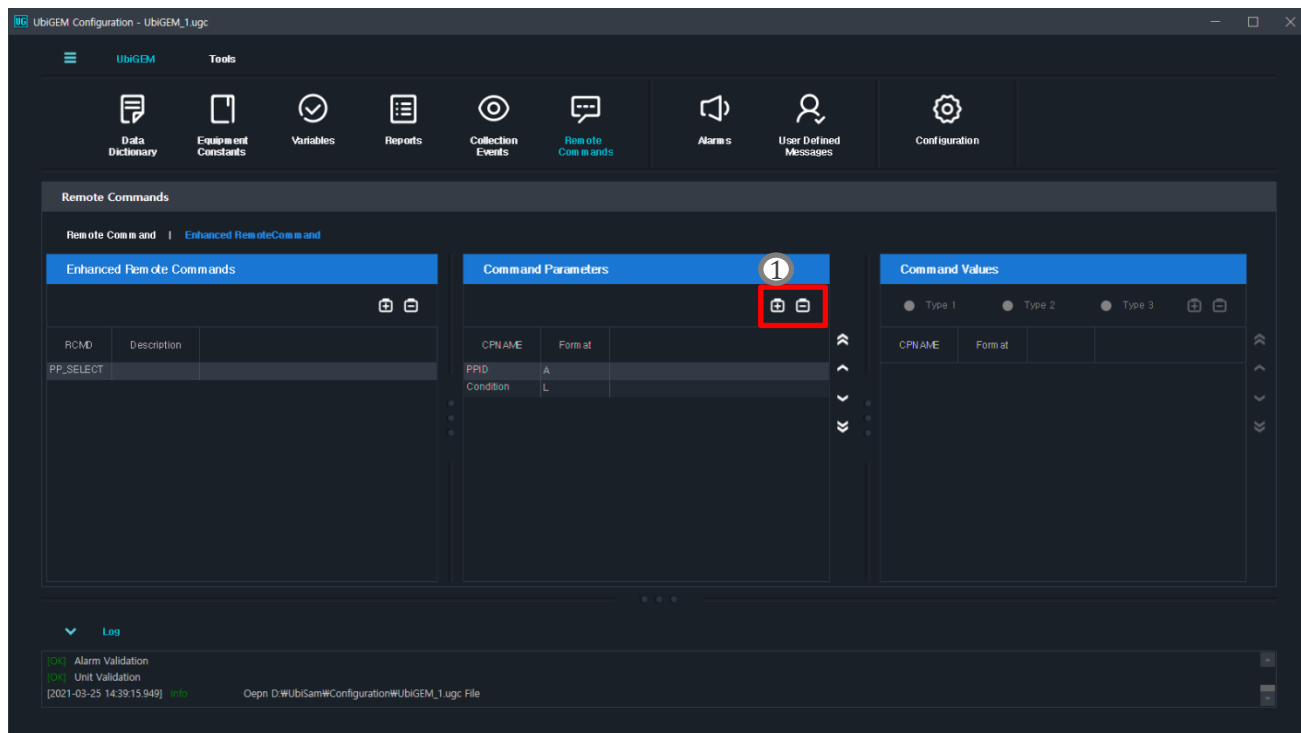 UG UbiGEM Configuration - UbiGEM_1.ugc
UbiGEM Tools
Data Dictionary
Equipment Constants
Variables
Reports
Collection Events
Remote Commands
Alarms
User Defined Messages
Configuration
Remote Commands
Remote Command | Enhanced RemoteCommand
Enhanced Remote Commands
RCMD Description
PP_SELECT
Command Parameters
1
CPNAME Format
PPID A
Condition L
Command Values
Type 1 Type 2 Type 3
CPNAME Format
Log
[OK] Alarm Validation
[OK] Unit Validation
[2021-03-25 14:39:15.949] Info Oepn D:₩UbiSam₩Configuration₩UbiGEM_1.ugc File